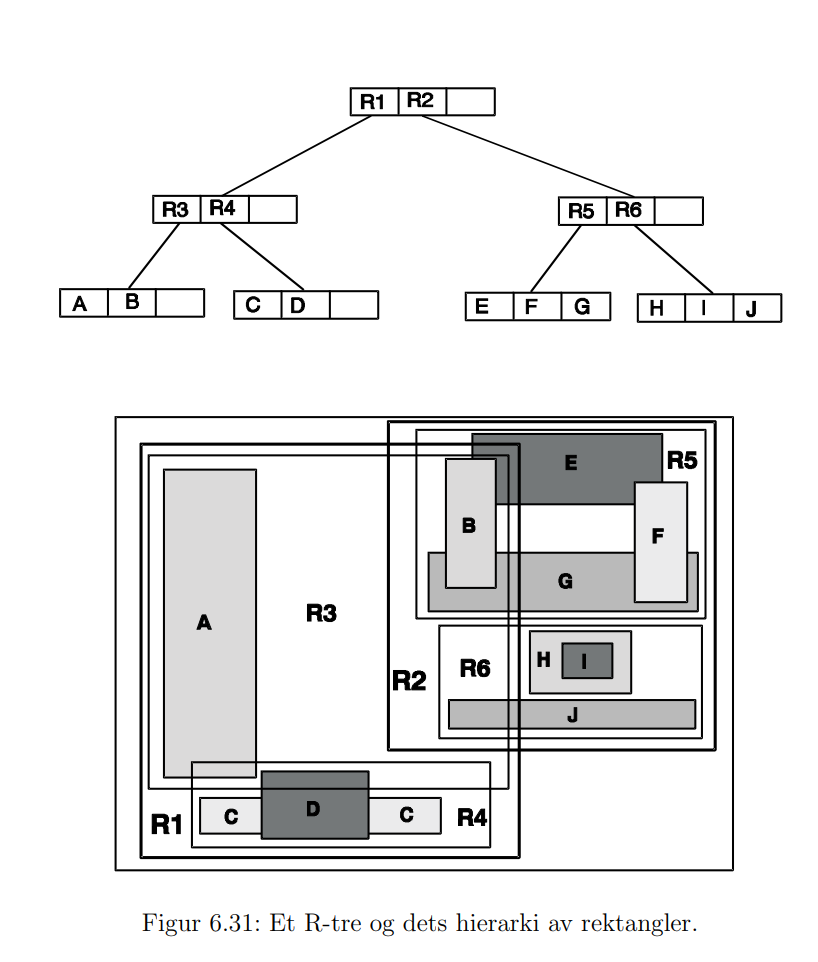 R1 R2
R3 R4
R5 R6
A B
C D
E F G
H I J
E R5
B F
G
A R3
H I
R6
R2
J
D
C C
R1 R4
Figur 6.31: Et R-tre og dets hierarki av rektangler.